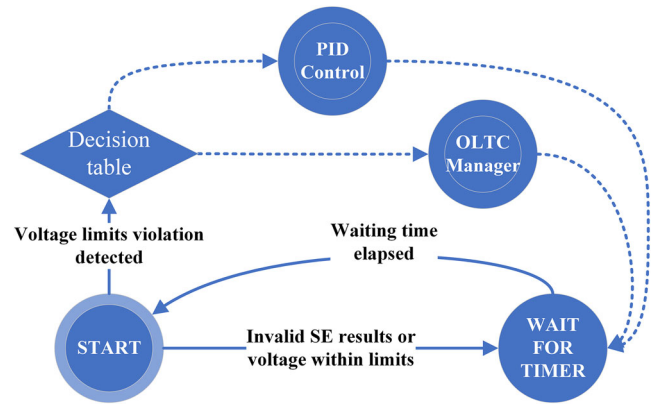 PID
Control
Decision
table
OLTC
Manager
Voltage limits violation
detected
Waiting time
elapsed
START
Invalid SE results or
voltage within limits
WAIT
FOR
TIMER